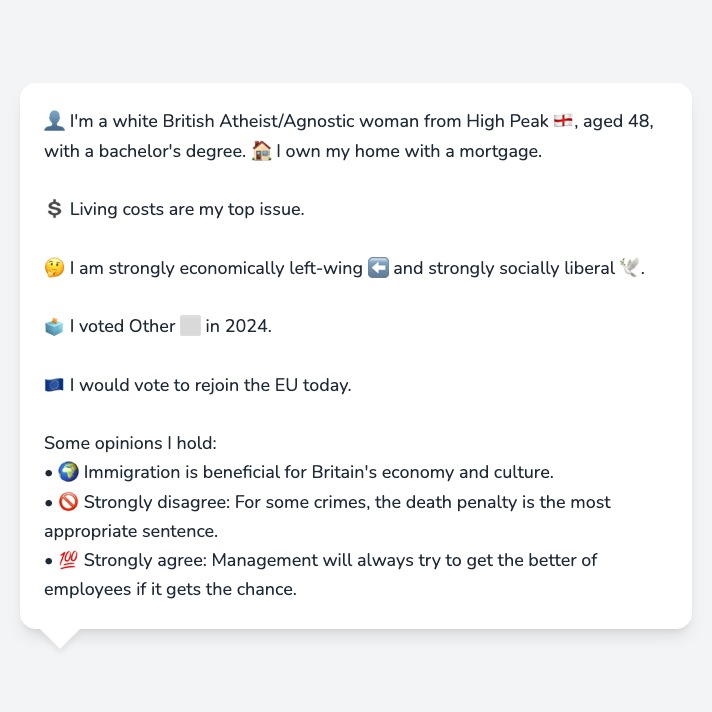 👤 I'm a white British Atheist/Agnostic woman from High Peak 🏴󠁧󠁢󠁥󠁮󠁧󠁿, aged 48,
with a bachelor's degree. 🏠 I own my home with a mortgage.
💲 Living costs are my top issue.
🤔 I am strongly economically left-wing ⬅️ and strongly socially liberal 🕊️.
🗳️ I voted Other ⬜ in 2024.
🇪🇺 I would vote to rejoin the EU today.
Some opinions I hold:
• 🌍 Immigration is beneficial for Britain's economy and culture.
• 🚫 Strongly disagree: For some crimes, the death penalty is the most
appropriate sentence.
• 💯 Strongly agree: Management will always try to get the better of
employees if it gets the chance.